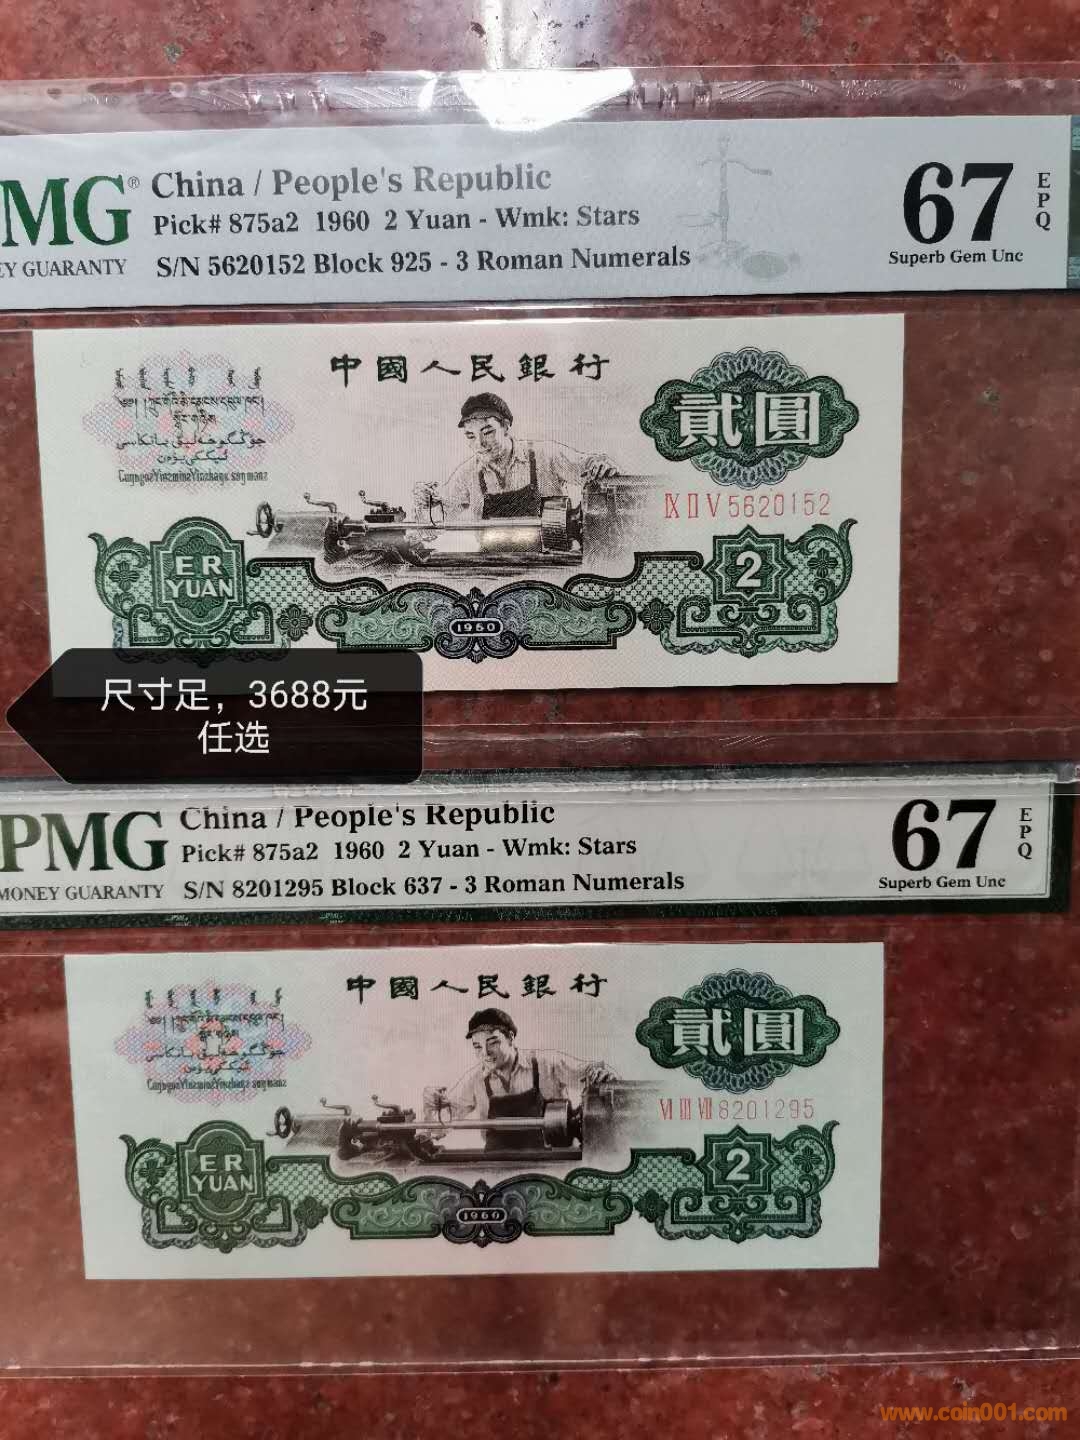 PMG® China / People's Republic
Pick# 875a2 1960 2 Yuan - Wmk: Stars
S/N 5620152 Block 925 - 3 Roman Numerals
EY GUARANTY
67
EPQ
Superb Gem Unc
中國人民銀行
貳圓
ⅨⅡⅤ5620152
ER
YUAN
2
1960
尺寸足，3688元
任选
PMG China / People's Republic
Pick# 875a2 1960 2 Yuan - Wmk: Stars
MONEY GUARANTY S/N 8201295 Block 637 - 3 Roman Numerals
67
EPQ
Superb Gem Unc
中國人民銀行
貳圓
ⅥⅢⅦ8201295
ER
YUAN
2
1960
www.coin001.com